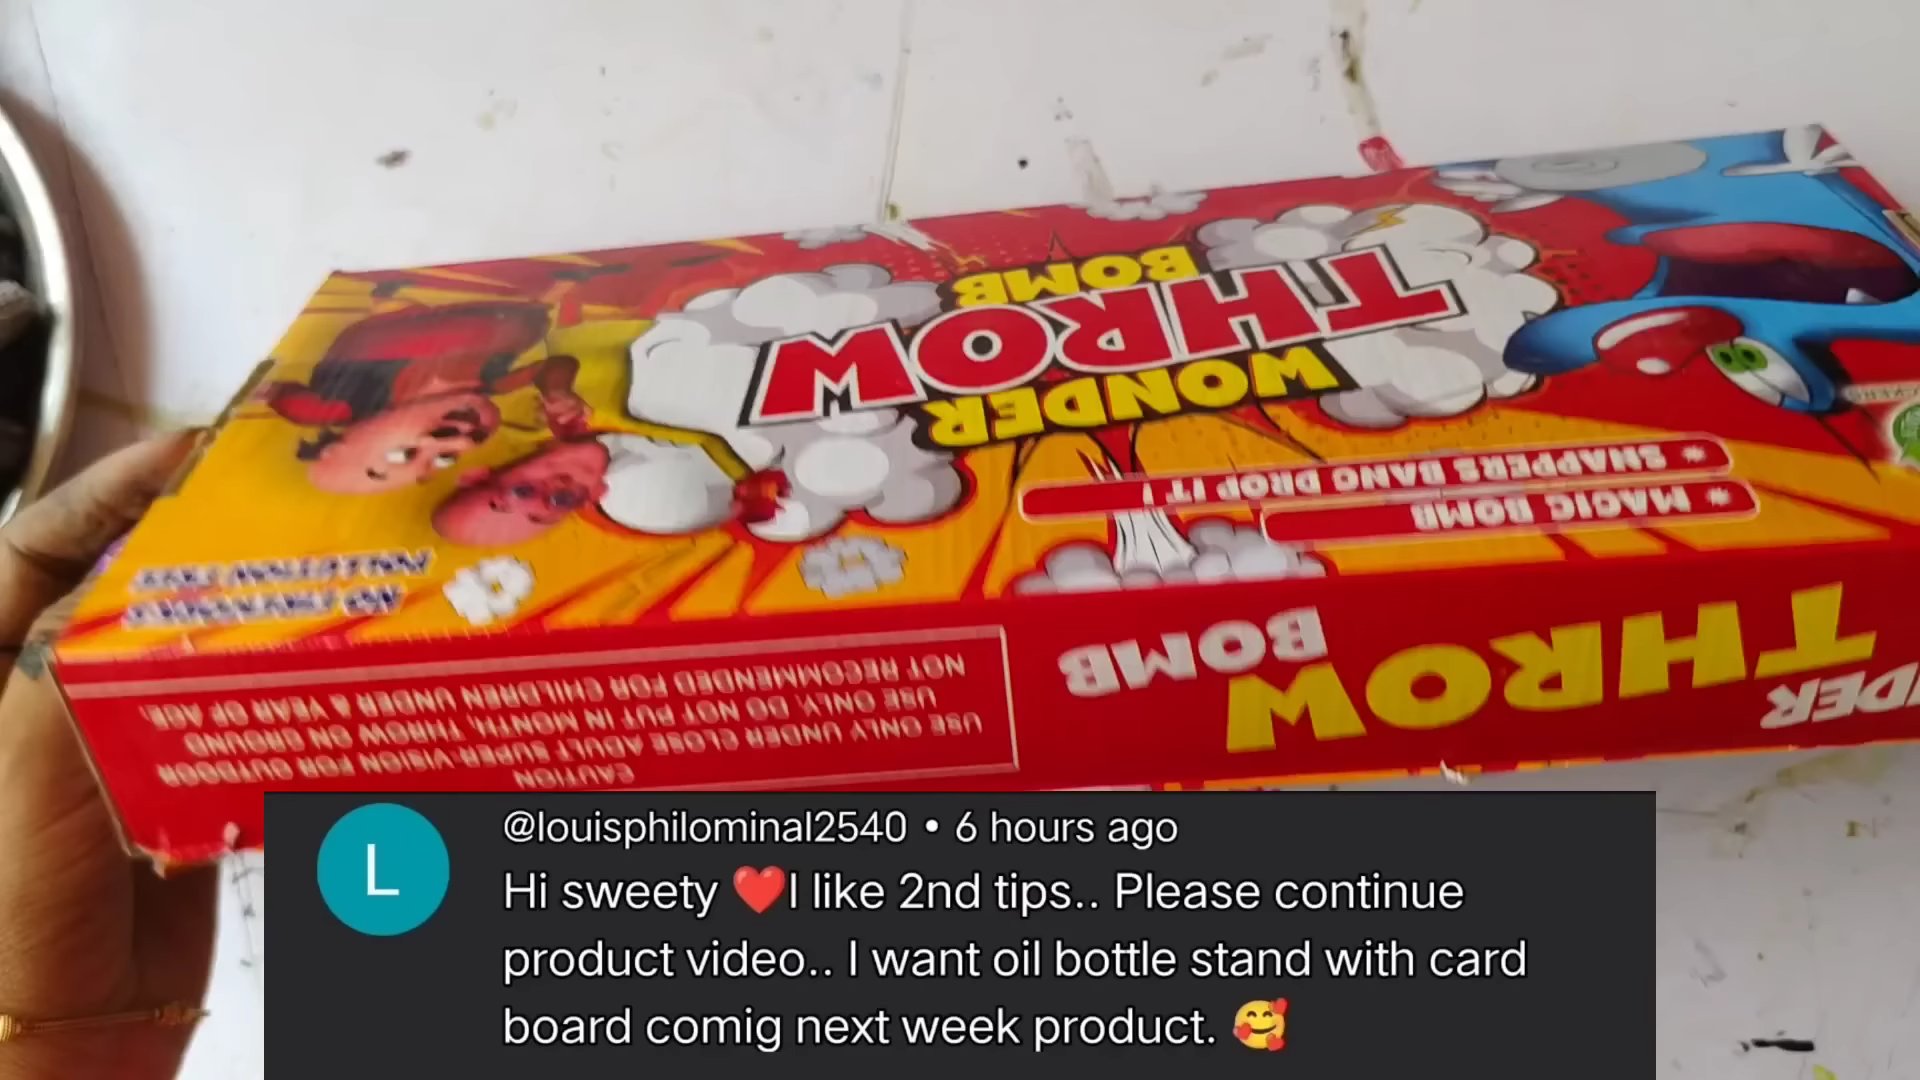 WONDER
THROW
BOMB
* MAGIC BOMB
* SNAPPERS BANG DROP IT !
THROW
BOMB
CAUTION
USE ONLY UNDER CLOSE ADULT SUPER VISION FOR OUTDOOR
USE ONLY, DO NOT PUT IN MONTH, THROW ON GROUND
NOT RECOMMENDED FOR CHILDREN UNDER & YEAR OF AGE.
L
@louisphilominal2540 • 6 hours ago
Hi sweety ❤️I like 2nd tips.. Please continue
product video.. I want oil bottle stand with card
board comig next week product. 🥰